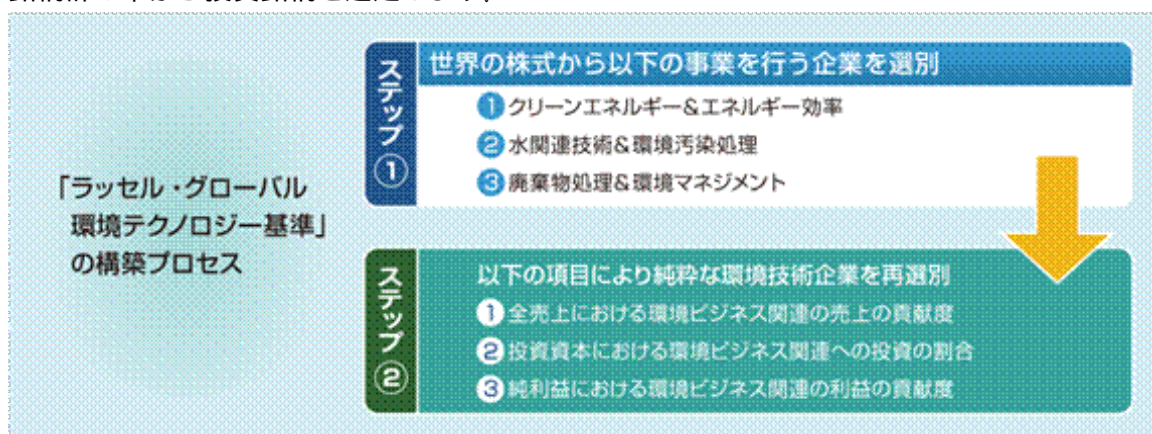 「ラッセル・グローバル
環境テクノロジー基準」
の構築プロセス
ステップ①
世界の株式から以下の事業を行う企業を選別
①クリーンエネルギー&エネルギー効率
②水関連技術&環境汚染処理
③廃棄物処理&環境マネジメント
ステップ②
以下の項目により純粋な環境技術企業を再選別
①全売上における環境ビジネス関連の売上の貢献度
②投資資本における環境ビジネス関連への投資の割合
③純利益における環境ビジネス関連の利益の貢献度